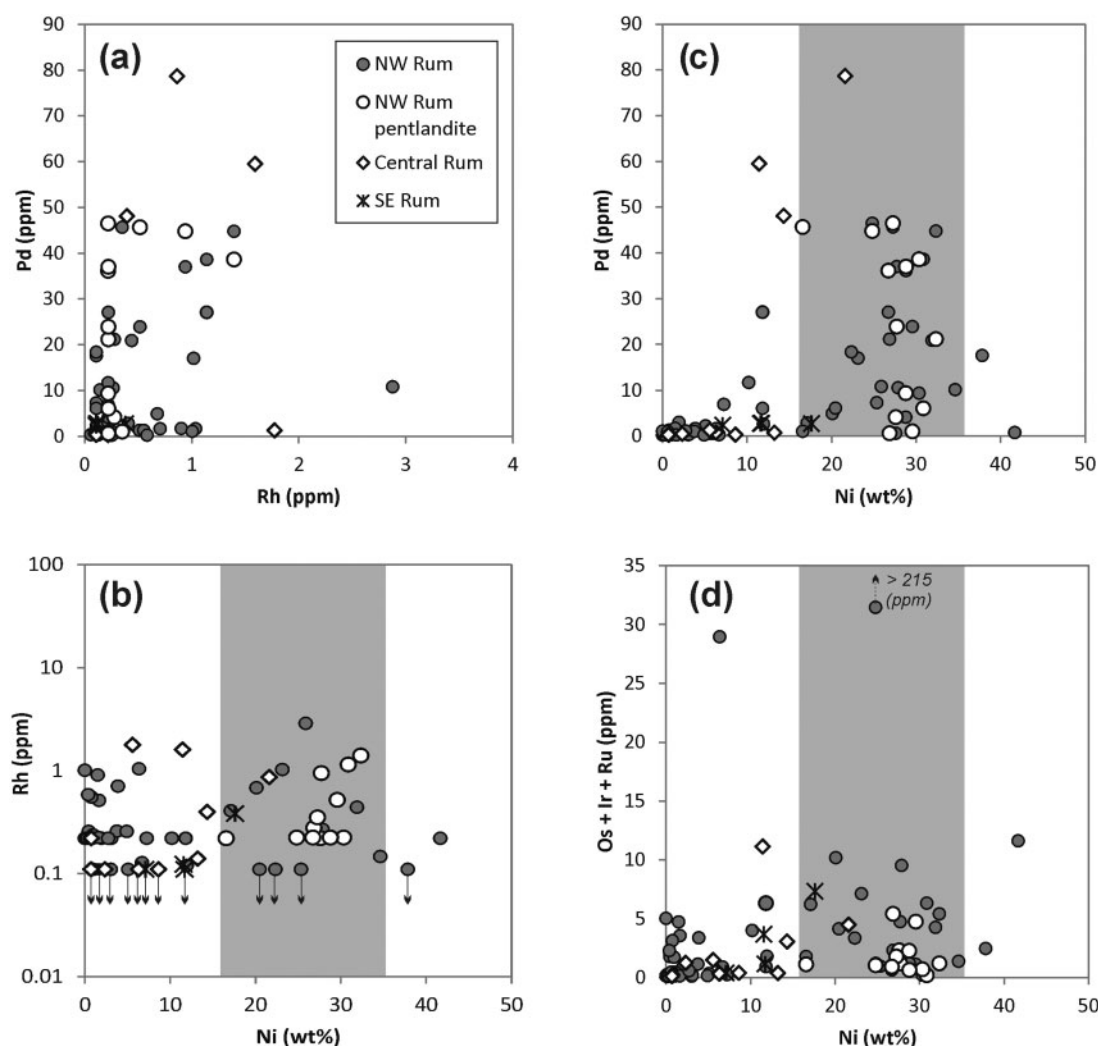 (a)
90
80
70
60
50
40
30
20
10
0
Pd (ppm)
0 1 2 3 4
Rh (ppm)
NW Rum
NW Rum
pentlandite
Central Rum
SE Rum
(c)
90
80
70
60
50
40
30
20
10
0
Pd (ppm)
0 10 20 30 40 50
Ni (wt%)
(b)
100
10
1
0.1
0.01
Rh (ppm)
0 10 20 30 40 50
Ni (wt%)
(d)
35
30
25
20
15
10
5
0
Os + Ir + Ru (ppm)
> 215
(ppm)
0 10 20 30 40 50
Ni (wt%)